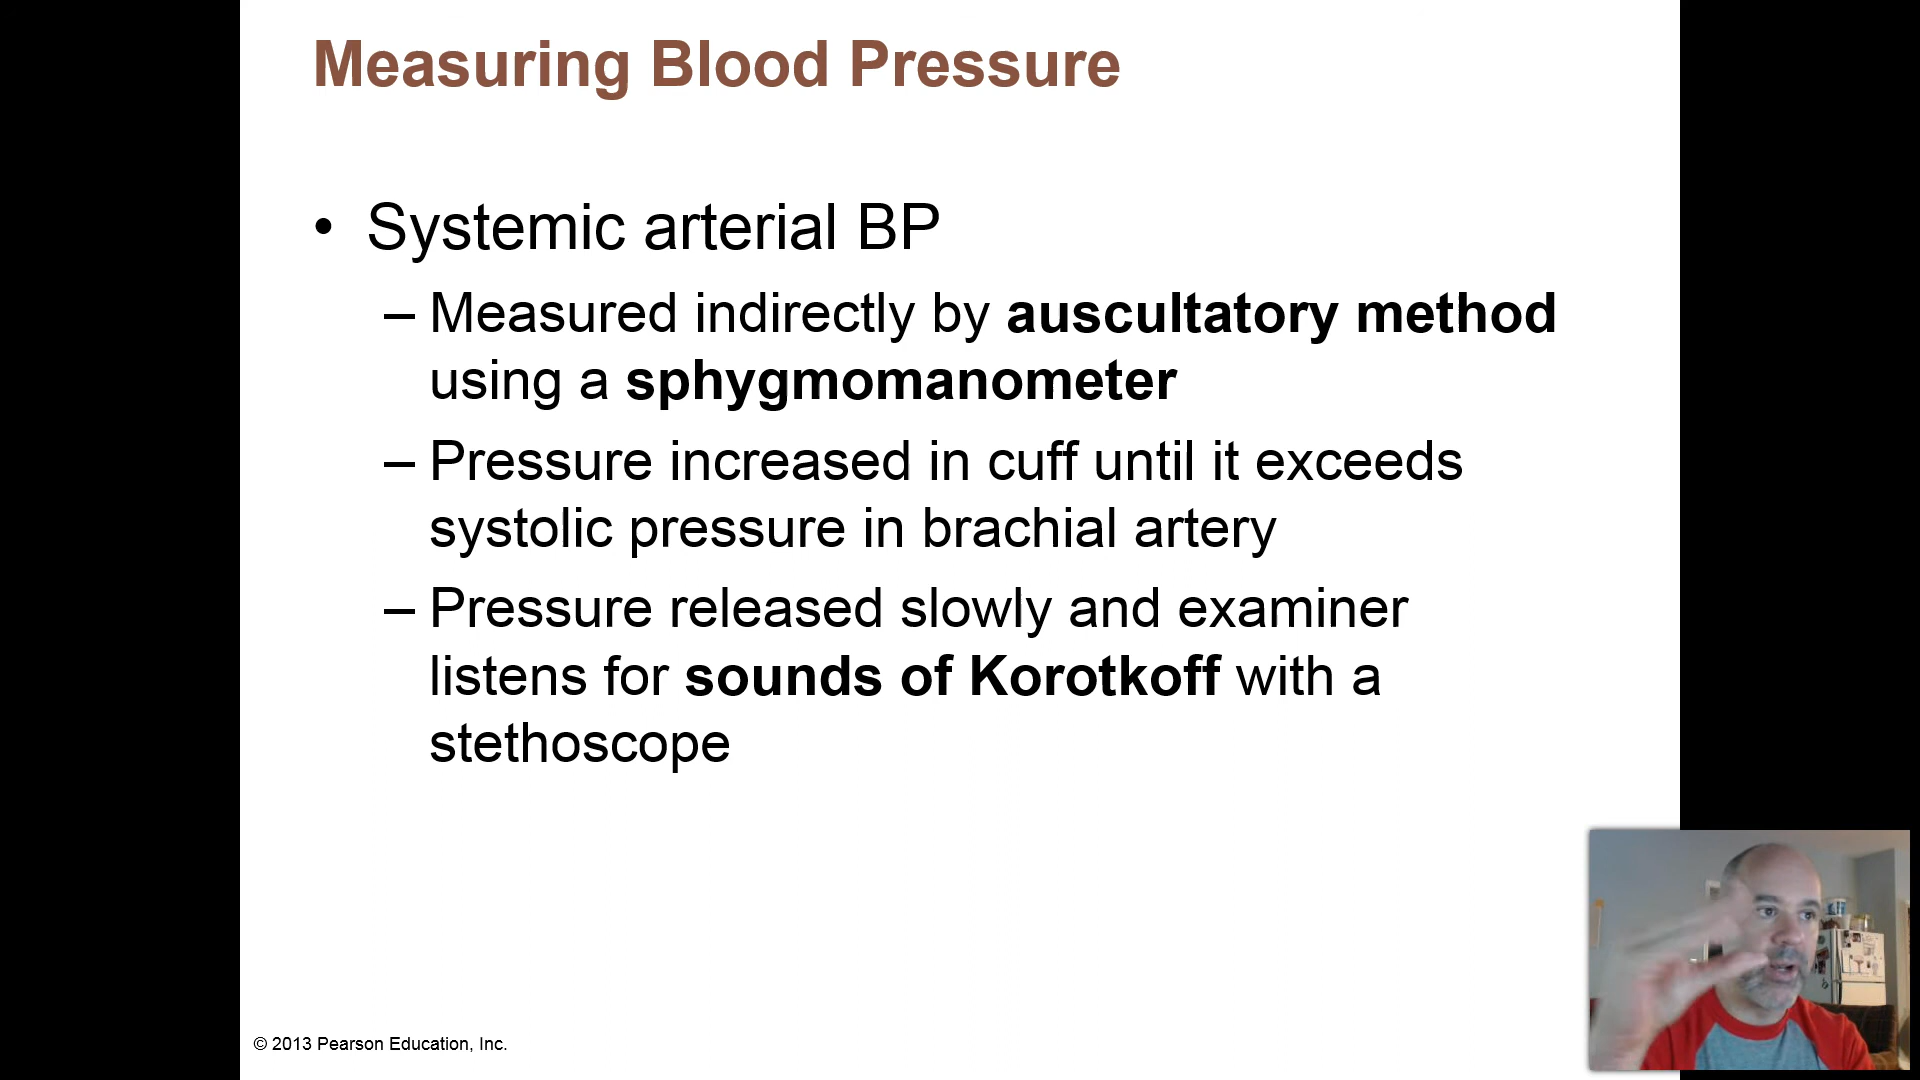 Measuring Blood Pressure
• Systemic arterial BP
– Measured indirectly by auscultatory method
using a sphygmomanometer
– Pressure increased in cuff until it exceeds
systolic pressure in brachial artery
– Pressure released slowly and examiner
listens for sounds of Korotkoff with a
stethoscope
© 2013 Pearson Education, Inc.